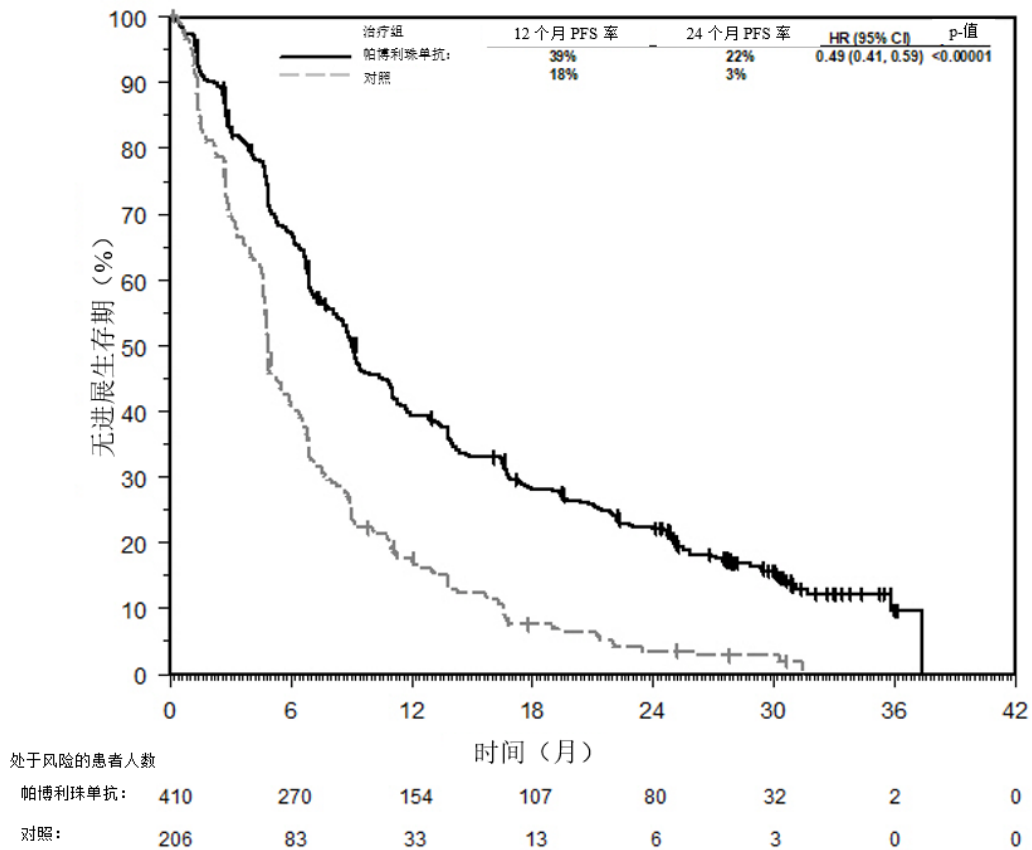 治疗组 12 个月 PFS 率 24 个月 PFS 率 HR (95% CI) p-值
帕博利珠单抗: 39% 22% 0.49 (0.41, 0.59) <0.00001
对照 18% 3%
100
90
80
70
60
50
40
30
20
10
0
无进展生存期（%）
0 6 12 18 24 30 36 42
时间（月）
处于风险的患者人数
帕博利珠单抗: 410 270 154 107 80 32 2 0
对照: 206 83 33 13 6 3 0 0